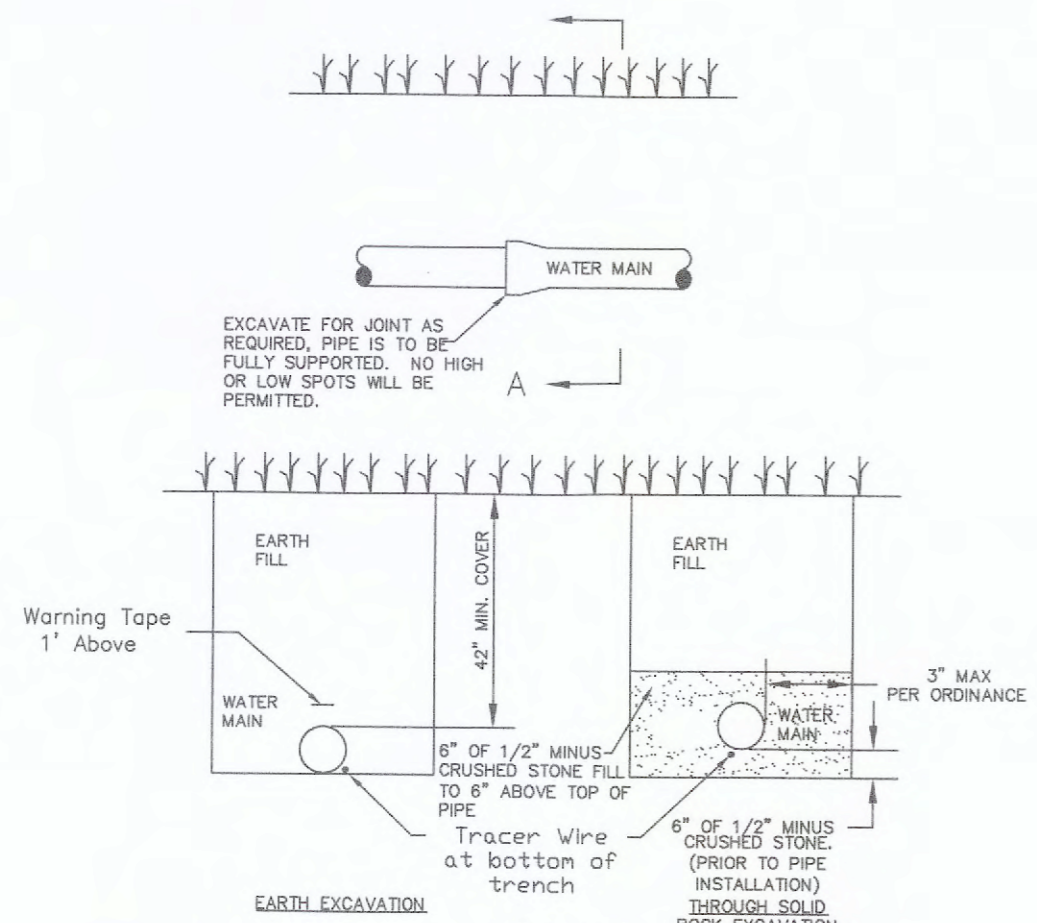 WATER MAIN
EXCAVATE FOR JOINT AS
REQUIRED, PIPE IS TO BE
FULLY SUPPORTED. NO HIGH
OR LOW SPOTS WILL BE
PERMITTED.
A
EARTH
FILL
42" MIN. COVER
EARTH
FILL
Warning Tape
1' Above
WATER
MAIN
3" MAX
PER ORDINANCE
WATER
MAIN
6" OF 1/2" MINUS
CRUSHED STONE FILL
TO 6" ABOVE TOP OF
PIPE
Tracer Wire
at bottom of
trench
6" OF 1/2" MINUS
CRUSHED STONE.
(PRIOR TO PIPE
INSTALLATION)
THROUGH SOLID
ROCK EXCAVATION
EARTH EXCAVATION